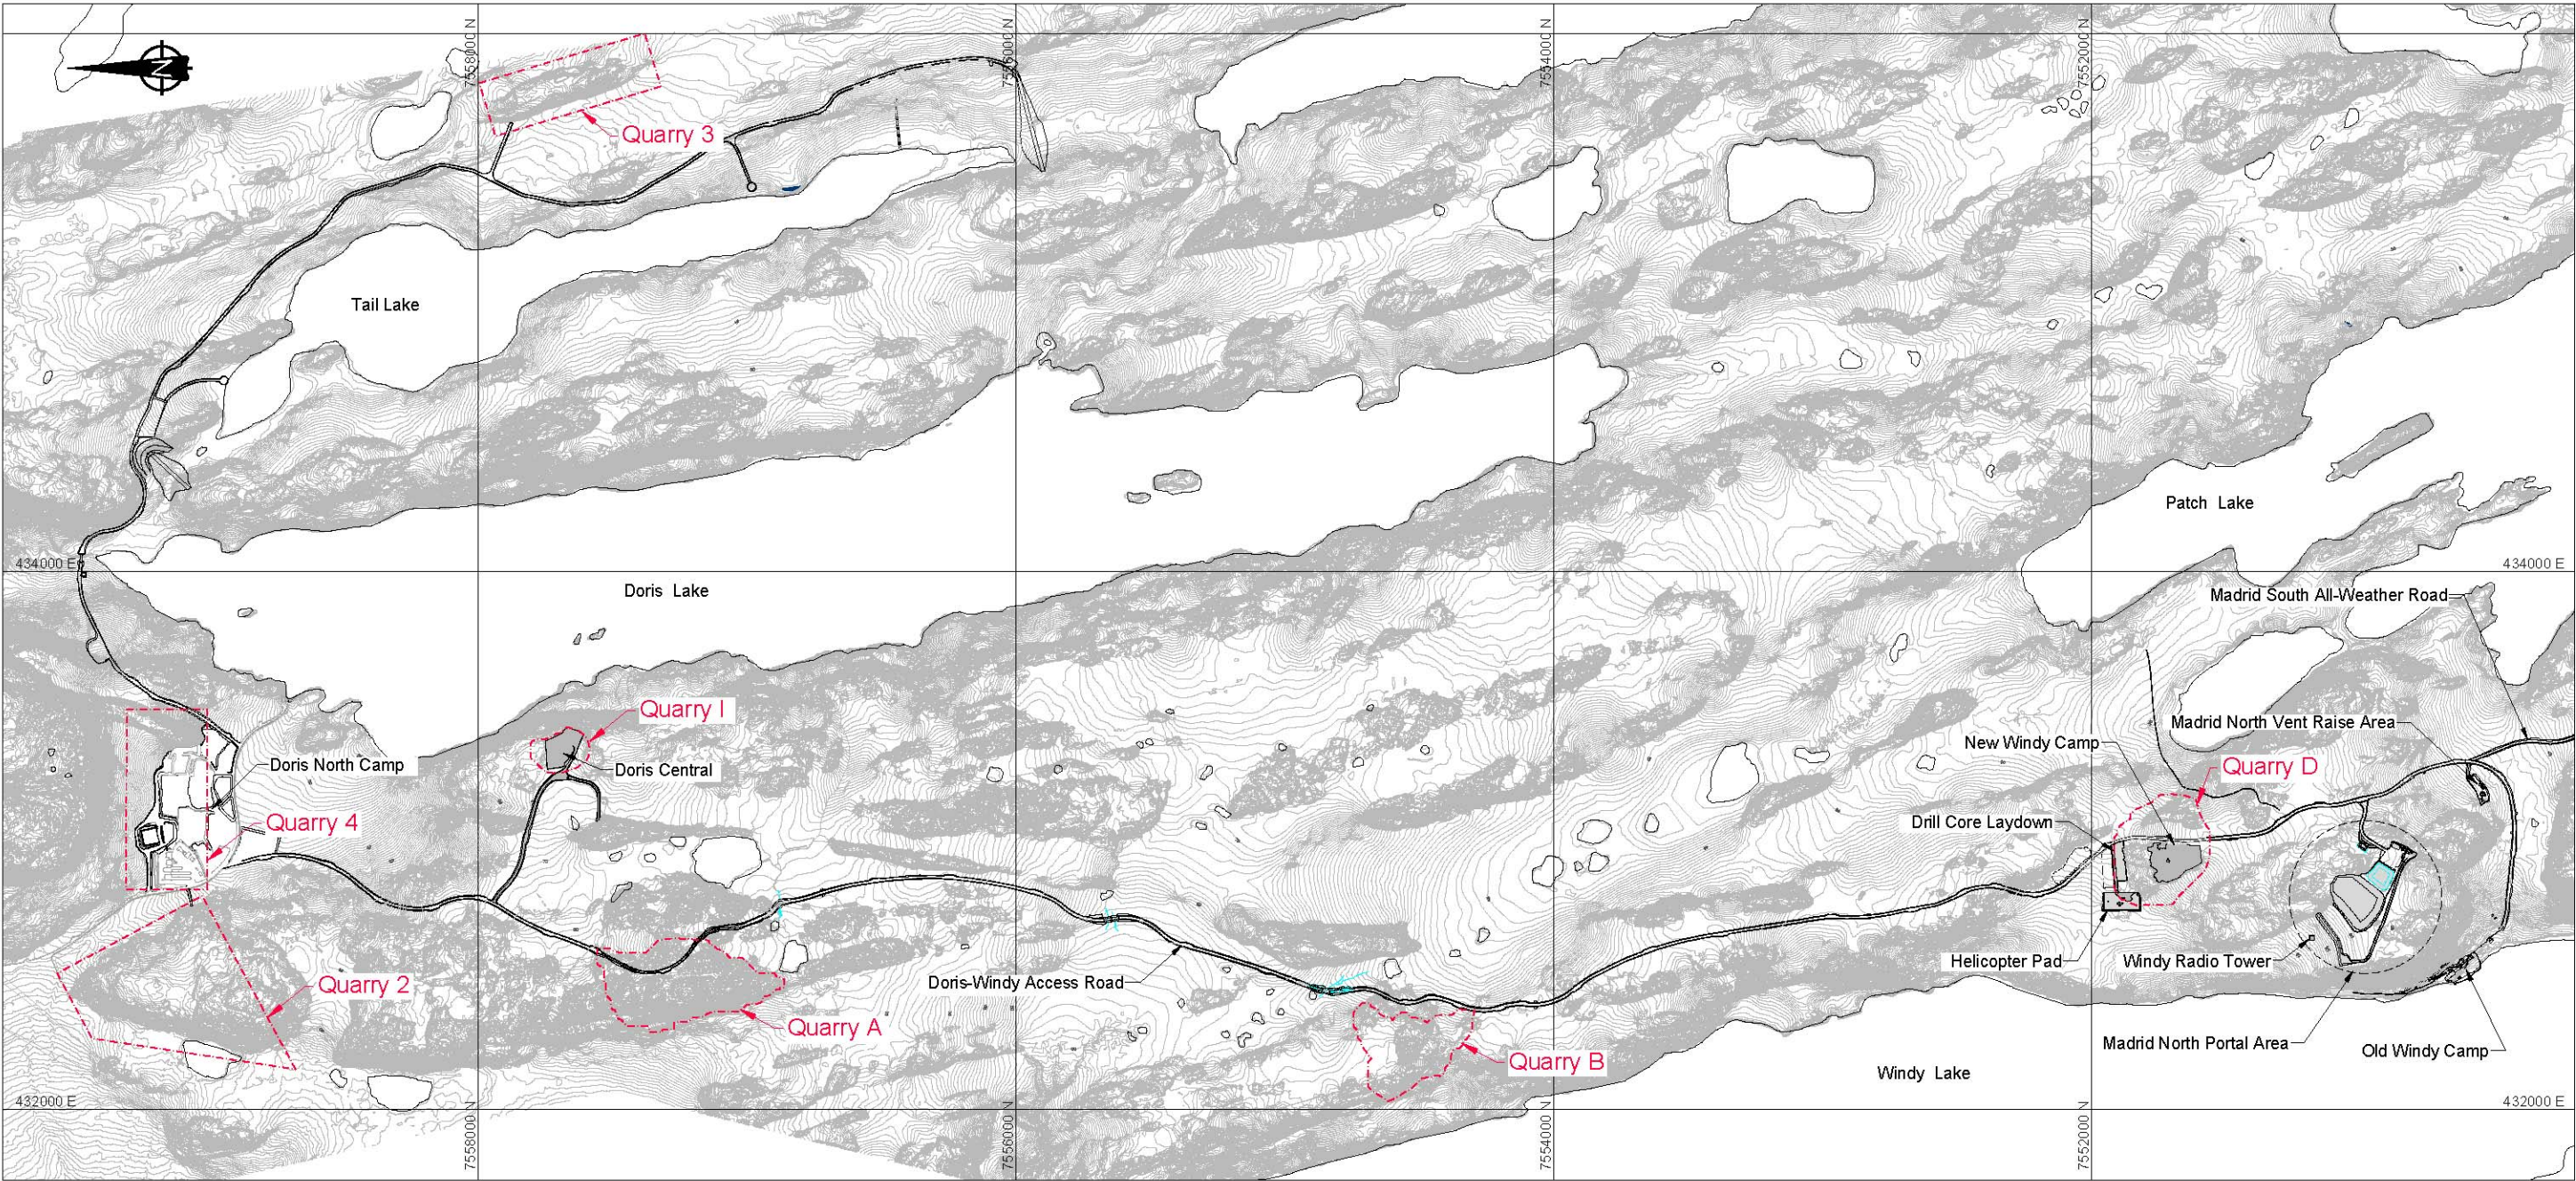 7558000 N
7556000 N
7554000 N
7552000 N
N
Quarry 3
Tail Lake
Patch Lake
434000 E
434000 E
Doris Lake
Madrid South All-Weather Road
Quarry I
Madrid North Vent Raise Area
New Windy Camp
Doris North Camp
Doris Central
Quarry D
Quarry 4
Drill Core Laydown
Helicopter Pad
Windy Radio Tower
Doris-Windy Access Road
Quarry 2
Quarry A
Madrid North Portal Area
Old Windy Camp
Quarry B
Windy Lake
432000 E
432000 E
7558000 N
7556000 N
7554000 N
7552000 N